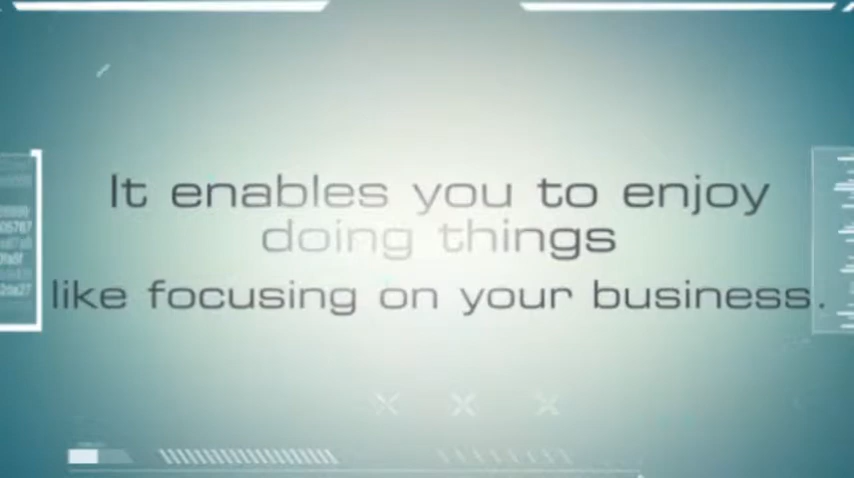 It enables you to enjoy
doing things
like focusing on your business.